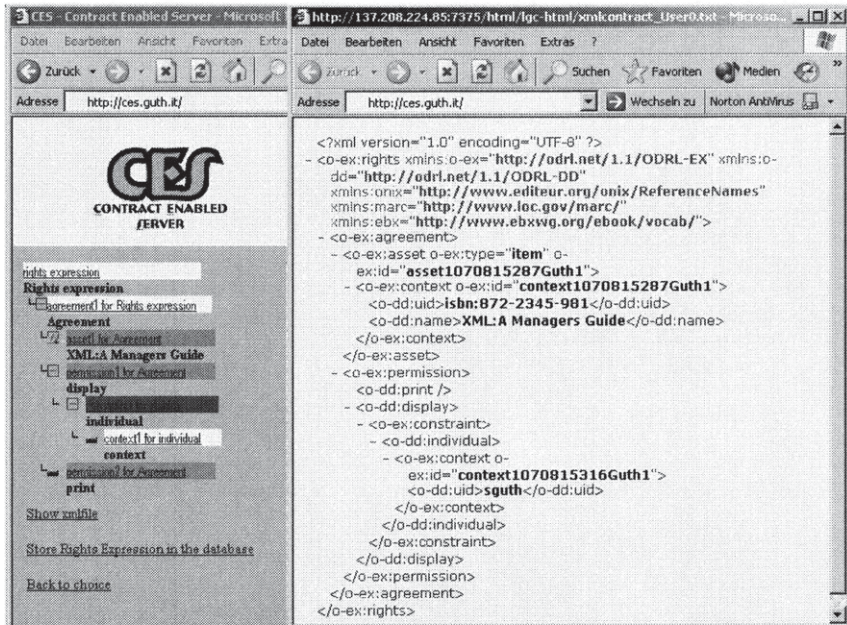 CES - Contract Enabled Server - Microsoft
Datei Bearbeiten Ansicht Favoriten Extra
Zurück
Adresse http://ces.guth.it/
CES
CONTRACT ENABLED
SERVER
rights expression
Rights expression
agreement1 for Rights expression
Agreement
asset1 for Agreement
XML:A Managers Guide
permission1 for Agreement
display
individual
context1 for individual
context
permission2 for Agreement
print
Show xmlfile
Store Rights Expression in the database
Back to choice
http://137.208.224.85:7375/html/lgc-html/xmlcontract_User0.txt - Microso...
Datei Bearbeiten Ansicht Favoriten Extras ?
Zurück Suchen Favoriten Medien »
Adresse http://ces.guth.it/ Wechseln zu Norton AntiVirus
<?xml version="1.0" encoding="UTF-8" ?>
- <o-ex:rights xmlns:o-ex="http://odrl.net/1.1/ODRL-EX" xmlns:o-
dd="http://odrl.net/1.1/ODRL-DD"
xmlns:onix="http://www.editeur.org/onix/ReferenceNames"
xmlns:marc="http://www.loc.gov/marc/"
xmlns:ebx="http://www.ebxwg.org/ebook/vocab/">
- <o-ex:agreement>
- <o-ex:asset o-ex:type="item" o-
ex:id="asset1070815287Guth1">
- <o-ex:context o-ex:id="context1070815287Guth1">
<o-dd:uid>isbn:872-2345-981</o-dd:uid>
<o-dd:name>XML:A Managers Guide</o-dd:name>
</o-ex:context>
</o-ex:asset>
- <o-ex:permission>
<o-dd:print />
- <o-dd:display>
- <o-ex:constraint>
- <o-dd:individual>
- <o-ex:context o-
ex:id="context1070815316Guth1">
<o-dd:uid>sguth</o-dd:uid>
</o-ex:context>
</o-dd:individual>
</o-ex:constraint>
</o-dd:display>
</o-ex:permission>
</o-ex:agreement>
</o-ex:rights>